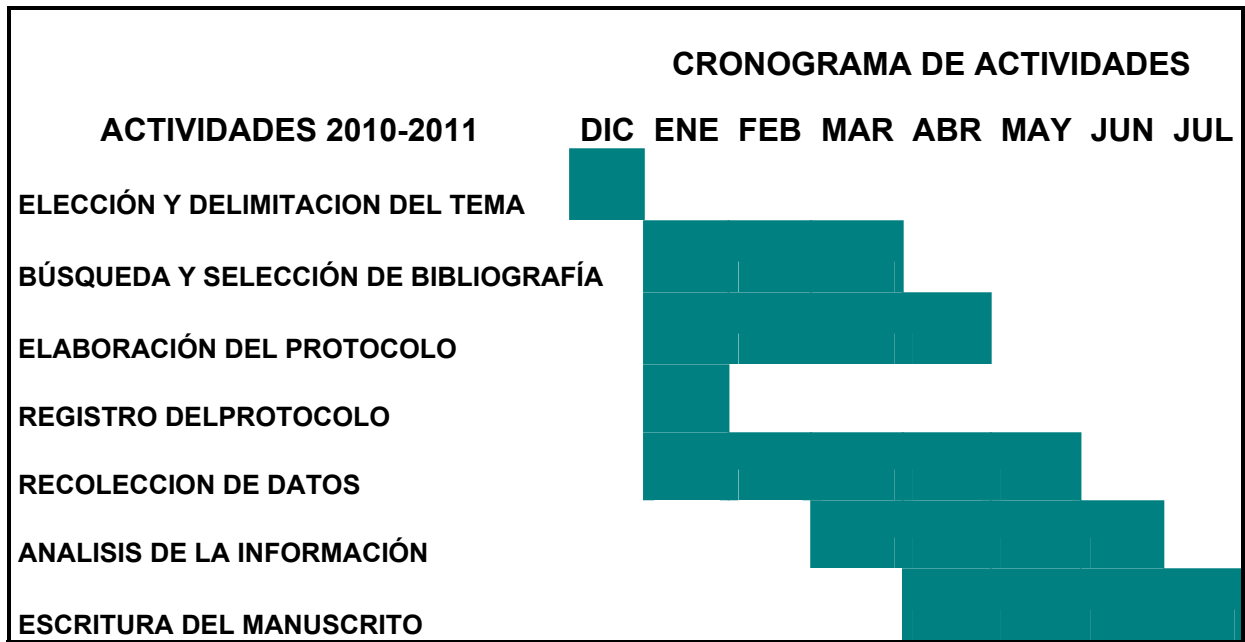 CRONOGRAMA DE ACTIVIDADES
ACTIVIDADES 2010-2011 DIC ENE FEB MAR ABR MAY JUN JUL
ELECCIÓN Y DELIMITACION DEL TEMA
BÚSQUEDA Y SELECCIÓN DE BIBLIOGRAFÍA
ELABORACIÓN DEL PROTOCOLO
REGISTRO DELPROTOCOLO
RECOLECCION DE DATOS
ANALISIS DE LA INFORMACIÓN
ESCRITURA DEL MANUSCRITO